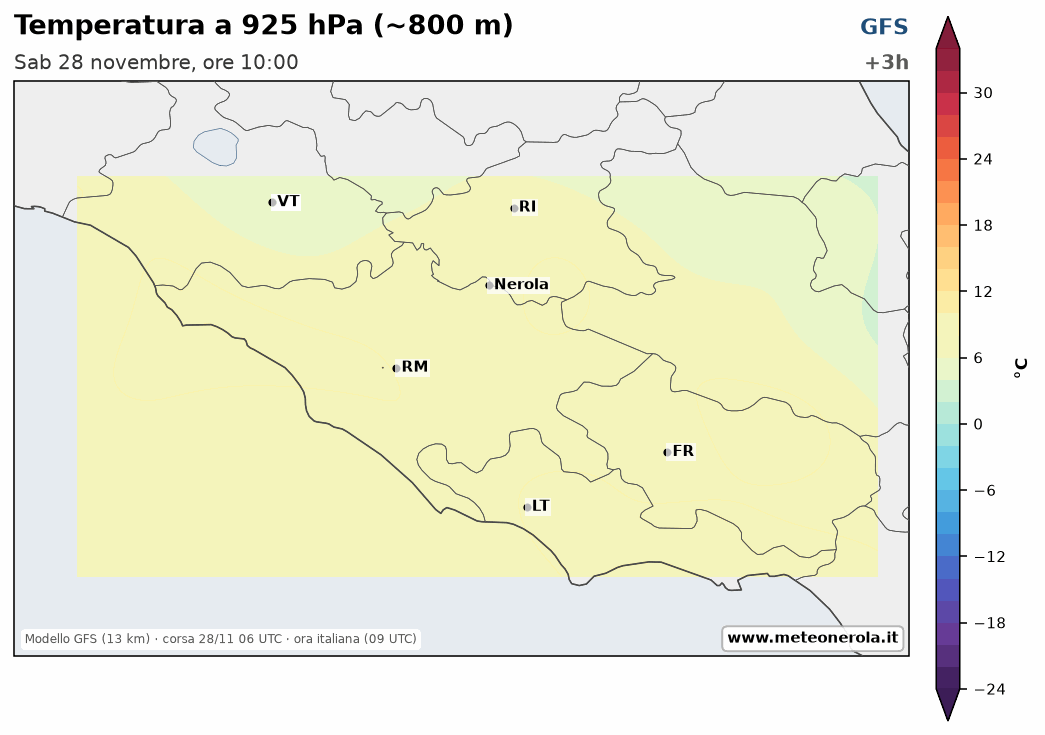 Temperatura a 925 hPa (~800 m)
GFS
Sab 28 novembre, ore 10:00
+3h
30
24
18
12
6
0
−6
−12
−18
−24
°C
VT
RI
Nerola
RM
FR
LT
Modello GFS (13 km) · corsa 28/11 06 UTC · ora italiana (09 UTC)
www.meteonerola.it